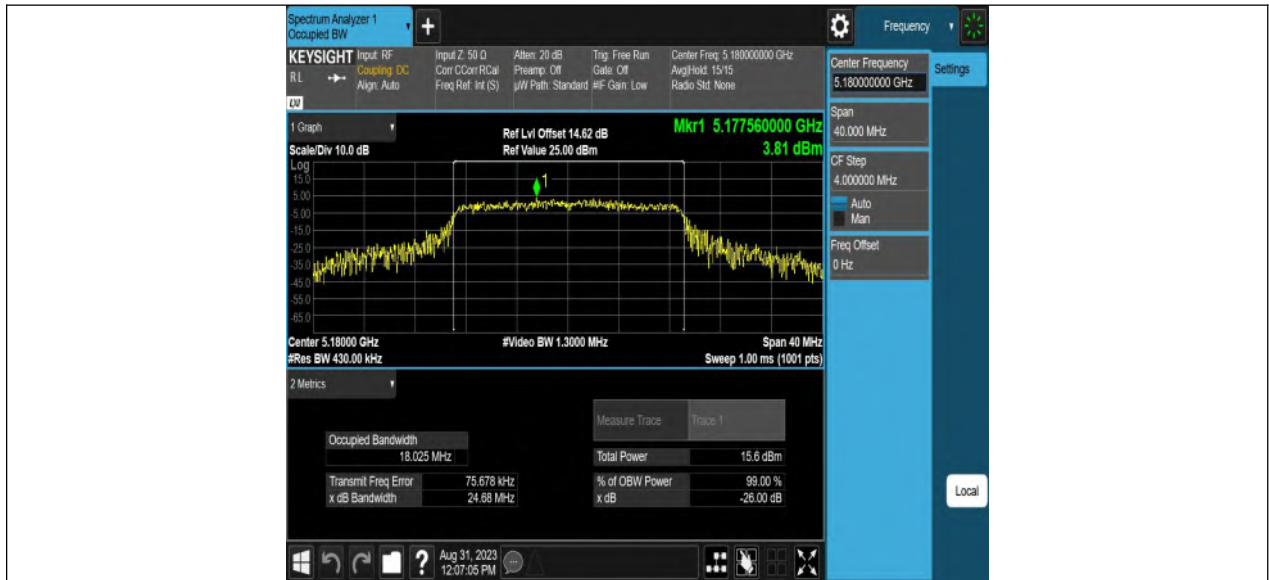 Spectrum Analyzer 1
Occupied BW
+
Frequency
KEYSIGHT
RL
Input: RF
Coupling: DC
Align: Auto
Input Z: 50 Ω
Corr CCorr RCal
Freq Ref: Int (S)
Atten: 20 dB
Preamp: Off
µW Path: Standard
Trig: Free Run
Gate: Off
#IF Gain: Low
Center Freq: 5.180000000 GHz
Avg|Hold: 15/15
Radio Std: None
LXI
Center Frequency
5.180000000 GHz
Settings
Span
40.000 MHz
CF Step
4.000000 MHz
Auto
Man
Freq Offset
0 Hz
1 Graph
Scale/Div 10.0 dB
Ref Lvl Offset 14.62 dB
Ref Value 25.00 dBm
Mkr1 5.177560000 GHz
3.81 dBm
Log
15.0
5.00
-5.00
-15.0
-25.0
-35.0
-45.0
-55.0
-65.0
1
Center 5.18000 GHz
#Res BW 430.00 kHz
#Video BW 1.3000 MHz
Span 40 MHz
Sweep 1.00 ms (1001 pts)
2 Metrics
Measure Trace Trace 1
Occupied Bandwidth
18.025 MHz
Total Power 15.6 dBm
Transmit Freq Error 75.678 kHz
% of OBW Power 99.00 %
x dB Bandwidth 24.68 MHz
x dB -26.00 dB
Local
?
Aug 31, 2023
12:07:05 PM